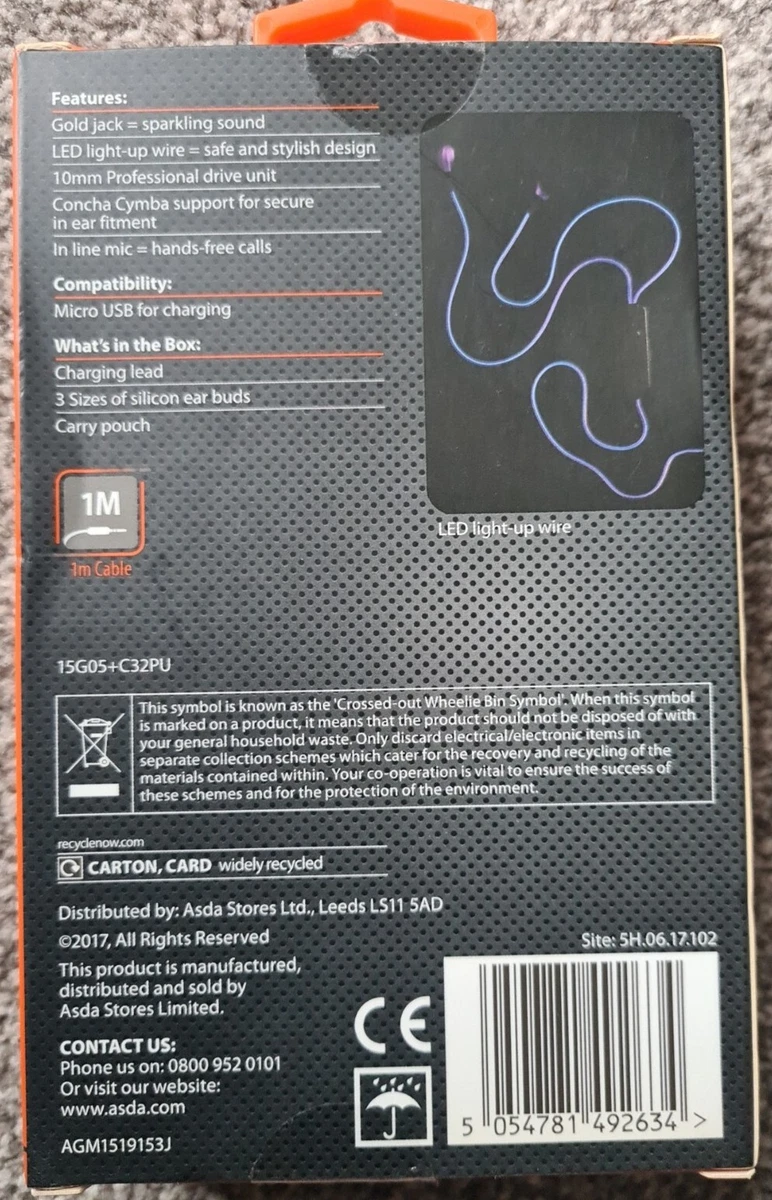 Features:
Gold jack = sparkling sound
LED light-up wire = safe and stylish design
10mm Professional drive unit
Concha Cymba support for secure
in ear fitment
In line mic = hands-free calls
Compatibility:
Micro USB for charging
What's in the Box:
Charging lead
3 Sizes of silicon ear buds
Carry pouch
1M
1m Cable
LED light-up wire
15G05+C32PU
This symbol is known as the 'Crossed-out Wheelie Bin Symbol'. When this symbol
is marked on a product, it means that the product should not be disposed of with
your general household waste. Only discard electrical/electronic items in
separate collection schemes which cater for the recovery and recycling of the
materials contained within. Your co-operation is vital to ensure the success of
these schemes and for the protection of the environment.
recyclenow.com
CARTON, CARD widely recycled
Distributed by: Asda Stores Ltd., Leeds LS11 5AD
©2017, All Rights Reserved
This product is manufactured,
distributed and sold by
Asda Stores Limited.
CONTACT US:
Phone us on: 0800 952 0101
Or visit our website:
www.asda.com
AGM1519153J
CE
Site: 5H.06.17.102
5 054781 492634 >